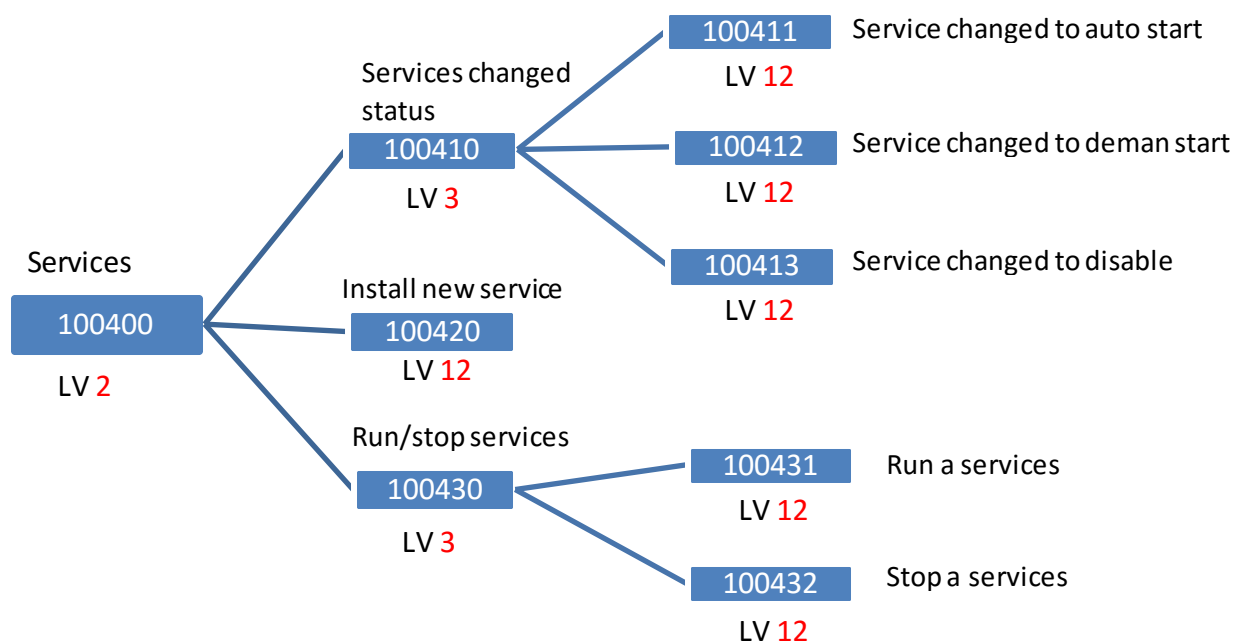 100411
Service changed to auto start
LV 12
Services changed
status
100410
LV 3
100412
Service changed to deman start
LV 12
100413
Service changed to disable
LV 12
Services
100400
LV 2
Install new service
100420
LV 12
Run/stop services
100430
LV 3
100431
Run a services
LV 12
100432
Stop a services
LV 12